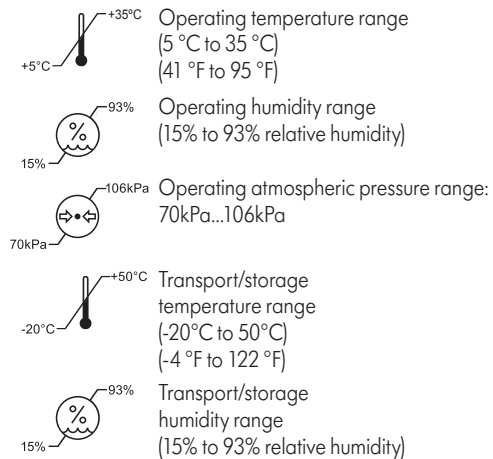 +35°C
+5°C
Operating temperature range
(5 °C to 35 °C)
(41 °F to 95 °F)
93%
%
15%
Operating humidity range
(15% to 93% relative humidity)
106kPa
70kPa
Operating atmospheric pressure range:
70kPa...106kPa
+50°C
-20°C
Transport/storage
temperature range
(-20°C to 50°C)
(-4 °F to 122 °F)
93%
%
15%
Transport/storage
humidity range
(15% to 93% relative humidity)